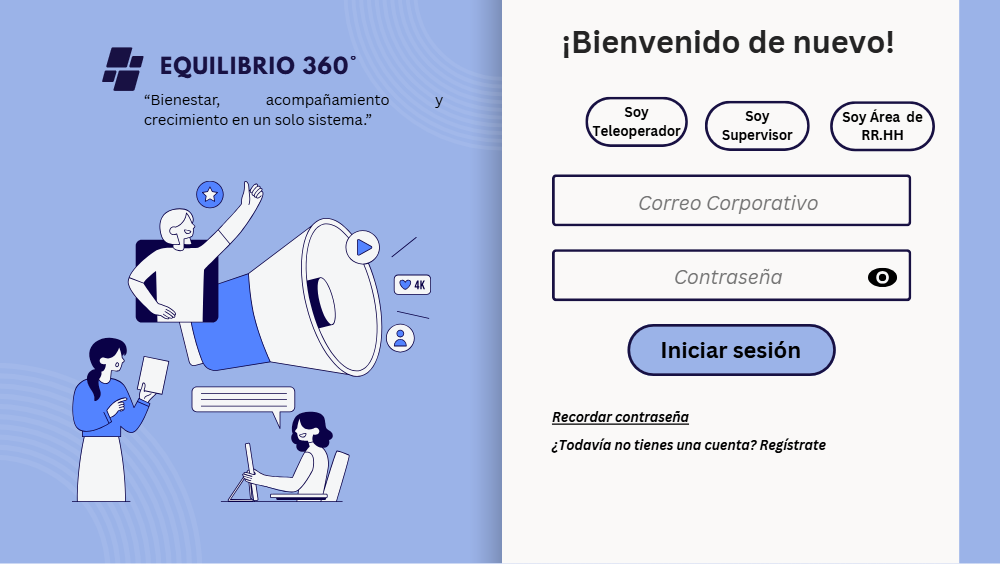 EQUILIBRIO 360°
“Bienestar, acompañamiento y
crecimiento en un solo sistema.”
4K
¡Bienvenido de nuevo!
Soy
Teleoperador
Soy
Supervisor
Soy Área de
RR.HH
Correo Corporativo
Contraseña
Iniciar sesión
Recordar contraseña
¿Todavía no tienes una cuenta? Regístrate